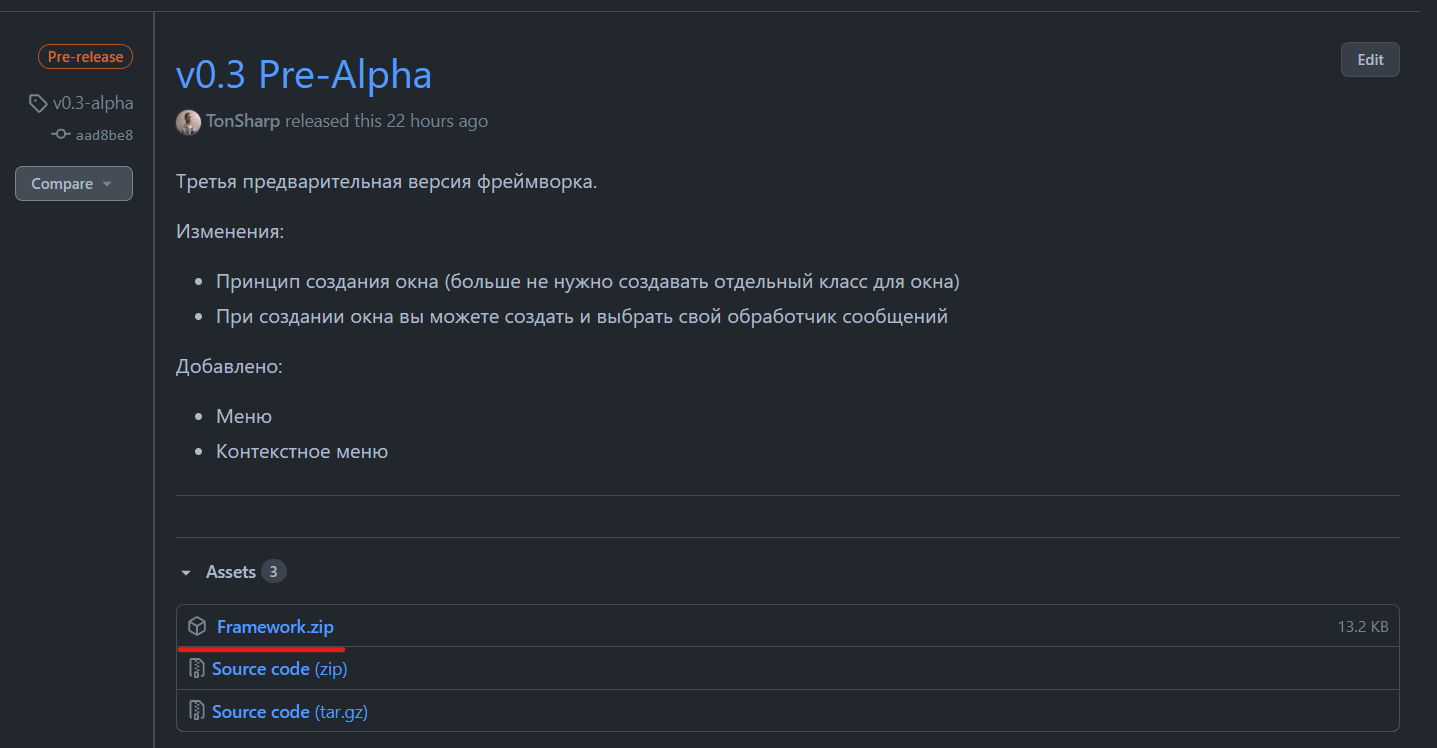 Pre-release
v0.3-alpha
aad8be8
Compare
v0.3 Pre-Alpha
Edit
TonSharp released this 22 hours ago
Третья предварительная версия фреймворка.
Изменения:
Принцип создания окна (больше не нужно создавать отдельный класс для окна)
При создании окна вы можете создать и выбрать свой обработчик сообщений
Добавлено:
Меню
Контекстное меню
Assets 3
Framework.zip 13.2 KB
Source code (zip)
Source code (tar.gz)